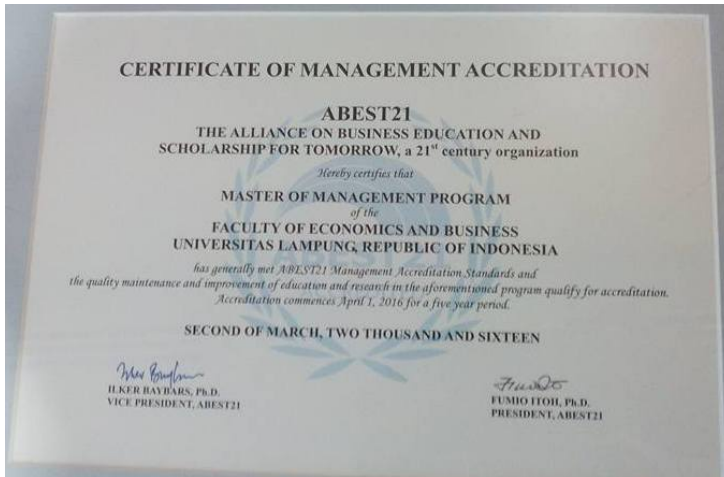 CERTIFICATE OF MANAGEMENT ACCREDITATION
ABEST21
THE ALLIANCE ON BUSINESS EDUCATION AND
SCHOLARSHIP FOR TOMORROW, a 21st century organization
Hereby certifies that
MASTER OF MANAGEMENT PROGRAM
of the
FACULTY OF ECONOMICS AND BUSINESS
UNIVERSITAS LAMPUNG, REPUBLIC OF INDONESIA
ABEST21
has generally met ABEST21 Management Accreditation Standards and
the quality maintenance and improvement of education and research in the aforementioned program qualify for accreditation.
Accreditation commences April 1, 2016 for a five year period.
SECOND OF MARCH, TWO THOUSAND AND SIXTEEN
ILKER BAYBARS, Ph.D.
VICE PRESIDENT, ABEST21
FUMIO ITOH, Ph.D.
PRESIDENT, ABEST21